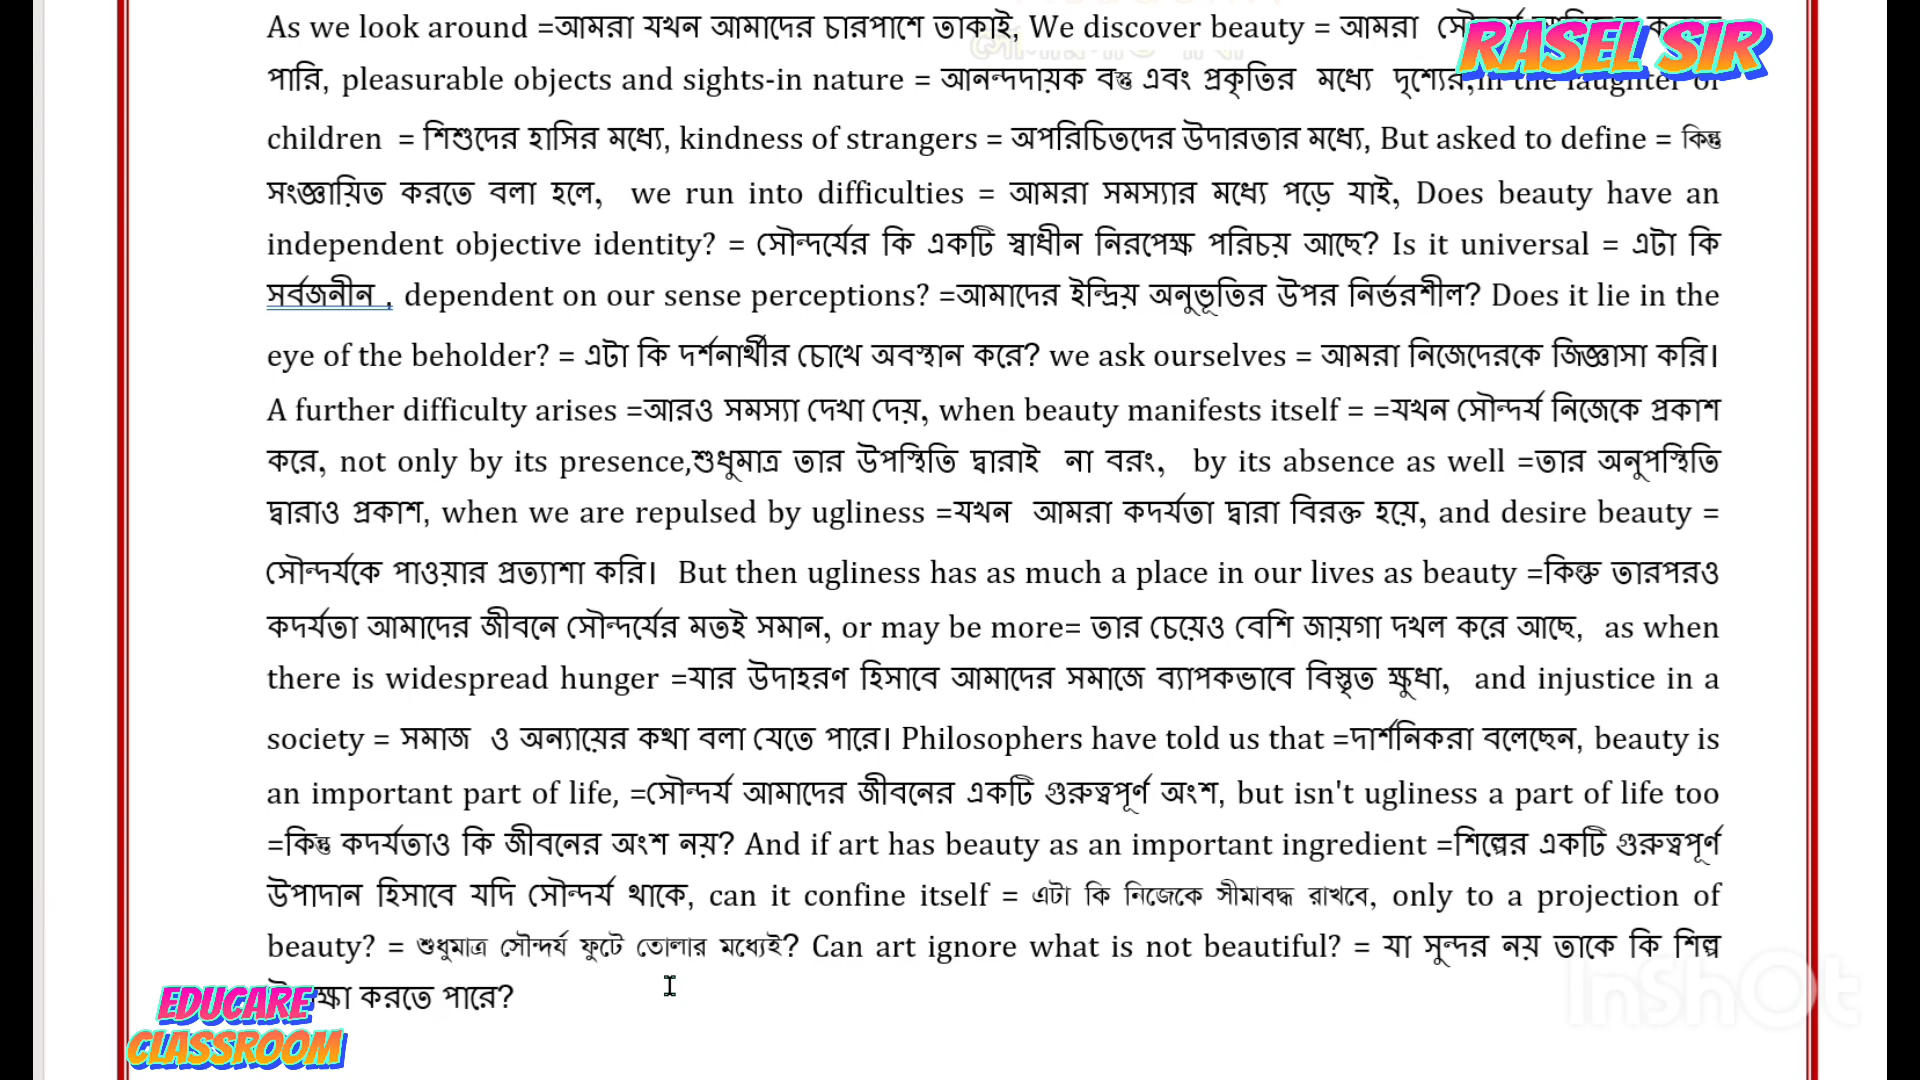 As we look around =আমরা যখন আমাদের চারপাশে তাকাই, We discover beauty = আমরা
RASEL SIR
পারি, pleasurable objects and sights-in nature = আনন্দদায়ক বস্তু এবং প্রকৃতির মধ্যে দৃশ্যের,in the laughter of
children = শিশুদের হাসির মধ্যে, kindness of strangers = অপরিচিতদের উদারতার মধ্যে, But asked to define = কিন্তু
সংজ্ঞায়িত করতে বলা হলে, we run into difficulties = আমরা সমস্যার মধ্যে পড়ে যাই, Does beauty have an
independent objective identity? = সৌন্দর্যের কি একটি স্বাধীন নিরপেক্ষ পরিচয় আছে? Is it universal = এটা কি
সর্বজনীন , dependent on our sense perceptions? =আমাদের ইন্দ্রিয় অনুভূতির উপর নির্ভরশীল? Does it lie in the
eye of the beholder? = এটা কি দর্শনার্থীর চোখে অবস্থান করে? we ask ourselves = আমরা নিজেদেরকে জিজ্ঞাসা করি।
A further difficulty arises =আরও সমস্যা দেখা দেয়, when beauty manifests itself = =যখন সৌন্দর্য নিজেকে প্রকাশ
করে, not only by its presence,শুধুমাত্র তার উপস্থিতি দ্বারাই না বরং, by its absence as well =তার অনুপস্থিতি
দ্বারাও প্রকাশ, when we are repulsed by ugliness =যখন আমরা কদর্যতা দ্বারা বিরক্ত হয়ে, and desire beauty =
সৌন্দর্যকে পাওয়ার প্রত্যাশা করি। But then ugliness has as much a place in our lives as beauty =কিন্তু তারপরও
কদর্যতা আমাদের জীবনে সৌন্দর্যের মতই সমান, or may be more= তার চেয়েও বেশি জায়গা দখল করে আছে, as when
there is widespread hunger =যার উদাহরণ হিসাবে আমাদের সমাজে ব্যাপকভাবে বিস্তৃত ক্ষুধা, and injustice in a
society = সমাজ ও অন্যায়ের কথা বলা যেতে পারে। Philosophers have told us that =দার্শনিকরা বলেছেন, beauty is
an important part of life, =সৌন্দর্য আমাদের জীবনের একটি গুরুত্বপূর্ণ অংশ, but isn't ugliness a part of life too
=কিন্তু কদর্যতাও কি জীবনের অংশ নয়? And if art has beauty as an important ingredient =শিল্পের একটি গুরুত্বপূর্ণ
উপাদান হিসাবে যদি সৌন্দর্য থাকে, can it confine itself = এটা কি নিজেকে সীমাবদ্ধ রাখবে, only to a projection of
beauty? = শুধুমাত্র সৌন্দর্য ফুটে তোলার মধ্যেই? Can art ignore what is not beautiful? = যা সুন্দর নয় তাকে কি শিল্প
করতে পারে?
InShOt
EDUCARE
CLASSROOM